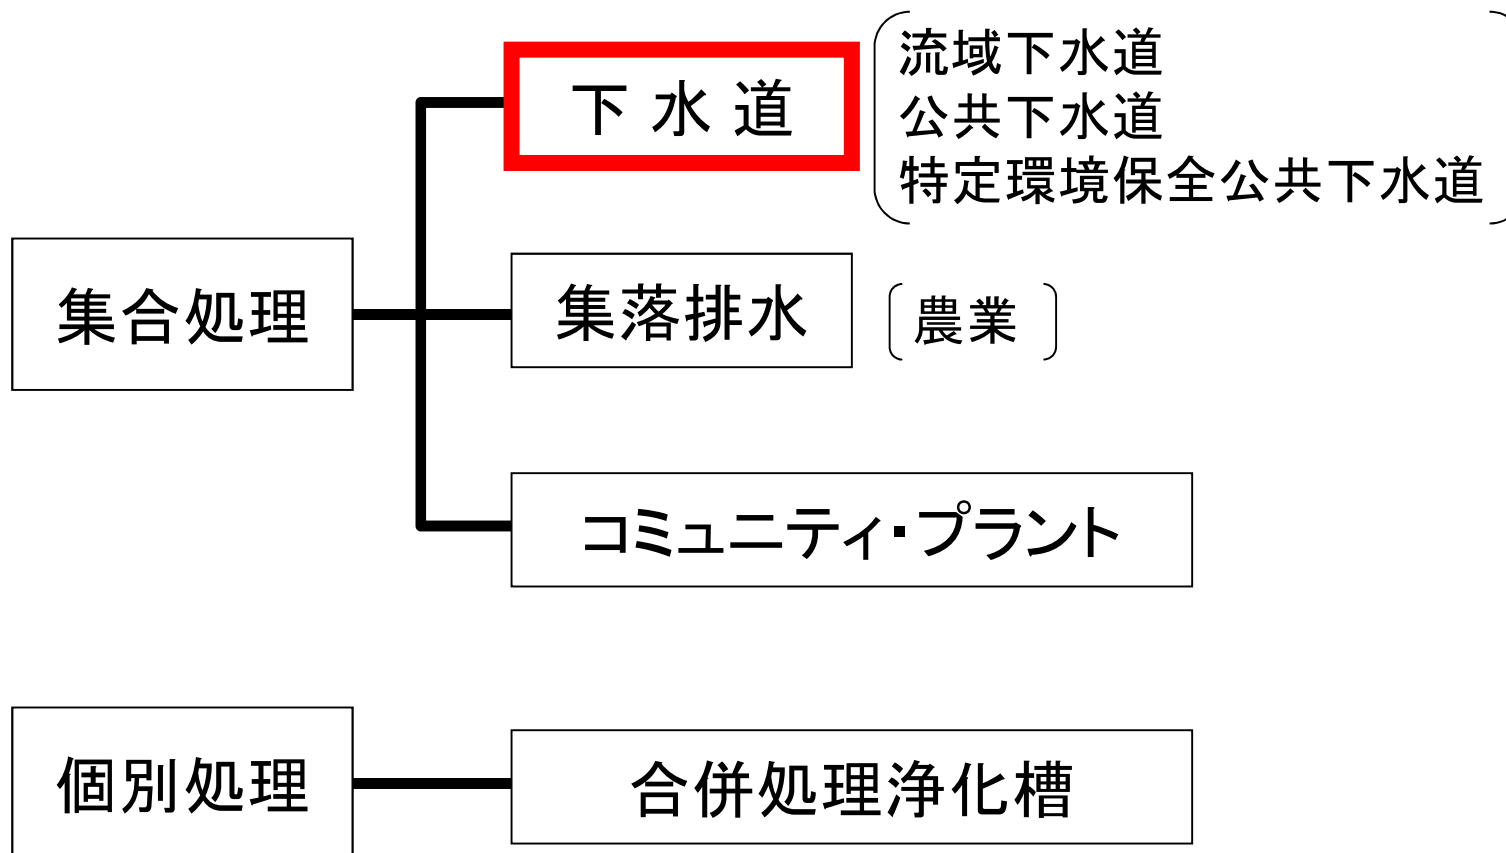 下水道
流域下水道
公共下水道
特定環境保全公共下水道
集合処理
集落排水
農業
コミュニティ・プラント
個別処理
合併処理浄化槽